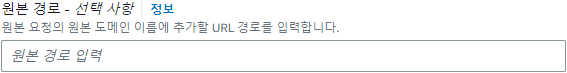 원본 경로 - 선택 사항 정보
원본 요청의 원본 도메인 이름에 추가할 URL 경로를 입력합니다.
원본 경로 입력